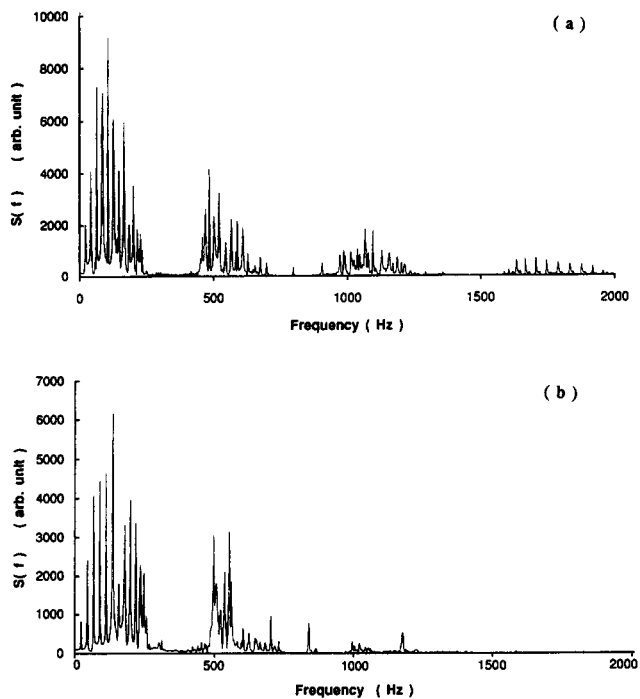 ( a )
10000
8000
6000
4000
2000
0
S( f ) ( arb. unit )
0 500 1000 1500 2000
Frequency ( Hz )
( b )
7000
6000
5000
4000
3000
2000
1000
0
S( f ) ( arb. unit )
0 500 1000 1500 2000
Frequency ( Hz )